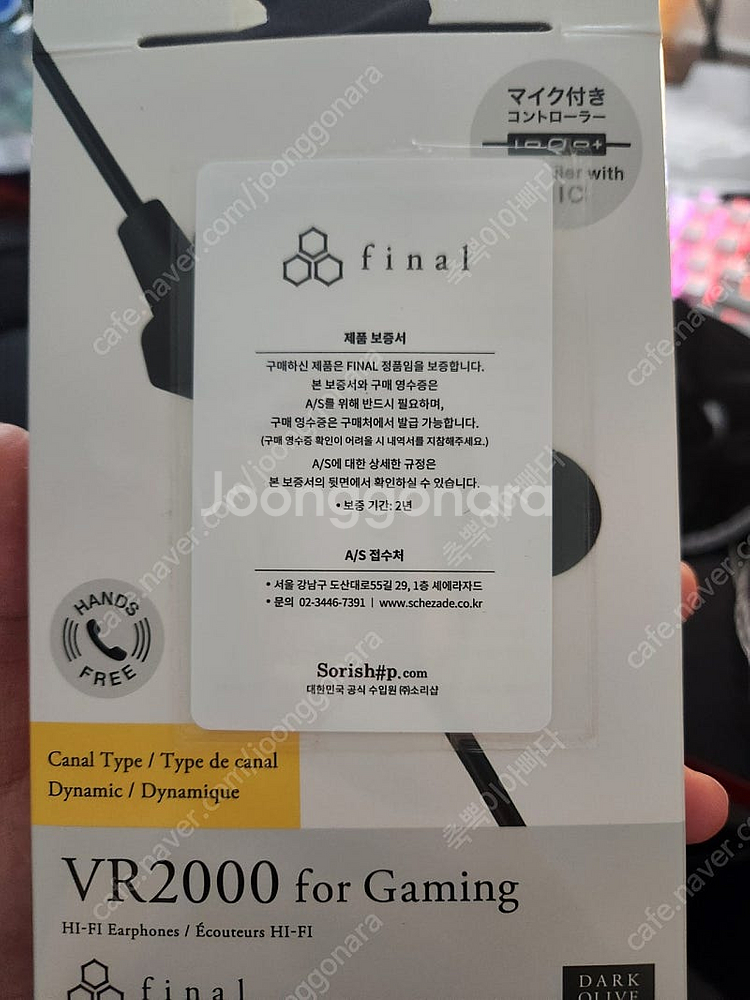 マイク付き
コントローラー
with
final
제품 보증서
구매하신 제품은 FINAL 정품임을 보증합니다.
본 보증서와 구매 영수증은
A/S를 위해 반드시 필요하며,
구매 영수증은 구매처에서 발급 가능합니다.
(구매 영수증 확인이 어려울 시 내역서를 지참해주세요.)
A/S에 대한 상세한 규정은
본 보증서의 뒷면에서 확인하실 수 있습니다.
Joonggonara
• 보증 기간: 2년
A/S 접수처
• 서울 강남구 도산대로55길 29, 1층 셰에라자드
• 문의 02-3446-7391 | www.schezade.co.kr
Sorish#p.com
대한민국 공식 수입원 ㈜소리샵
HANDS
FREE
Canal Type / Type de canal
Dynamic / Dynamique
VR2000 for Gaming
HI-FI Earphones / Écouteurs HI-FI
final
DARK
OLIVE
cafe.naver.com/joonggonara